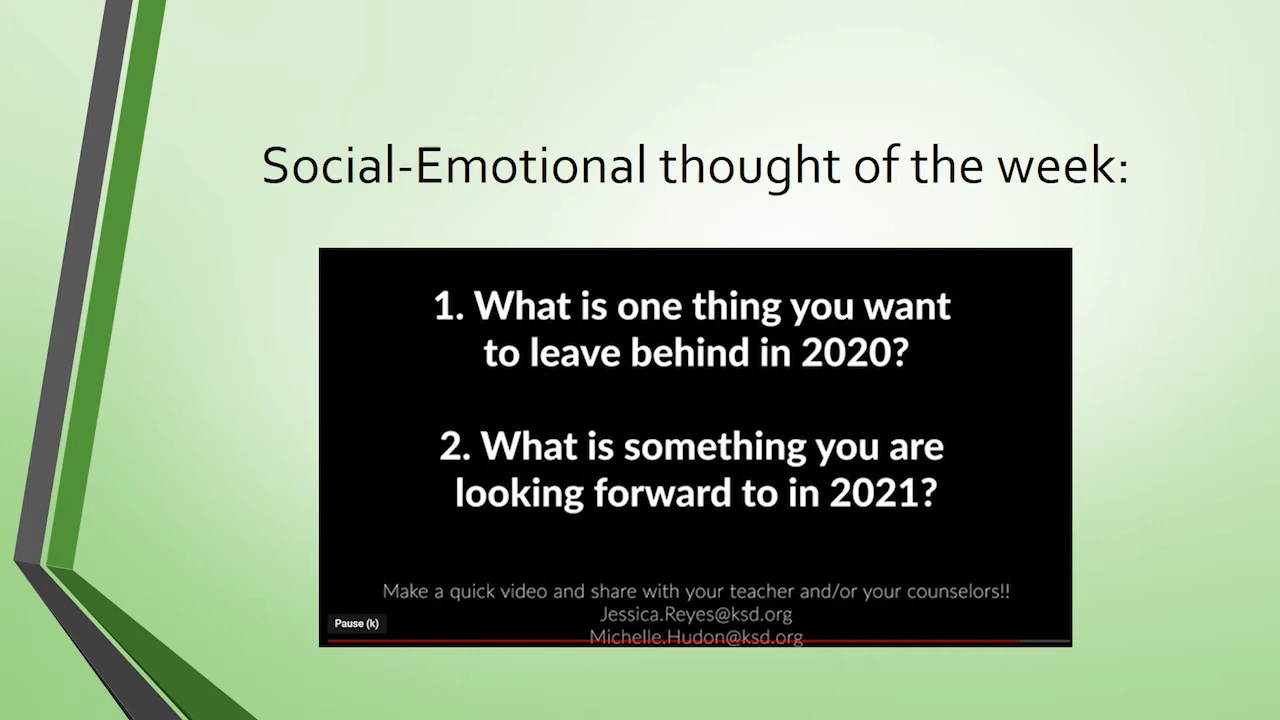 Social-Emotional thought of the week:
1. What is one thing you want
to leave behind in 2020?
2. What is something you are
looking forward to in 2021?
Make a quick video and share with your teacher and/or your counselors!!
Jessica.Reyes@ksd.org
Pause (k)
Michelle.Hudon@ksd.org